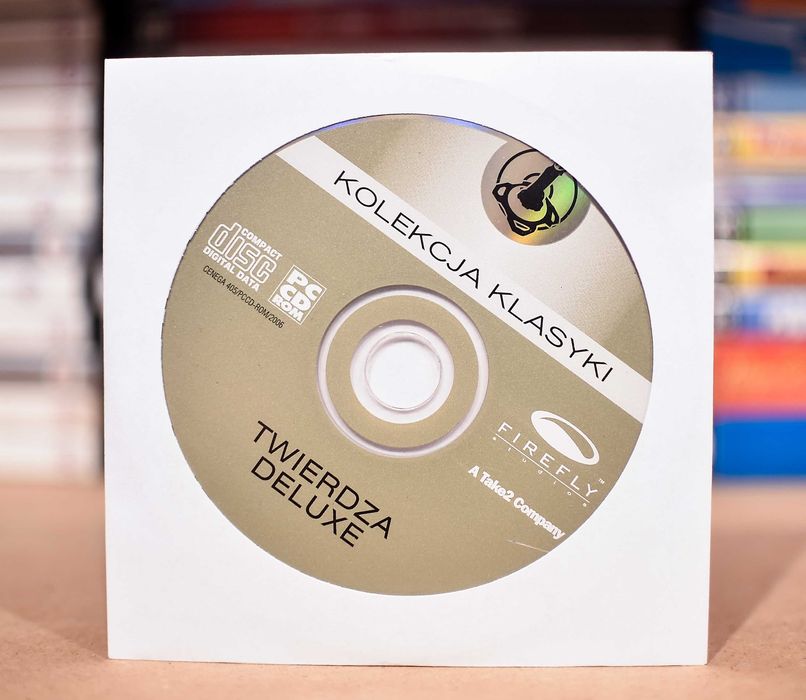 KOLEKCJA KLASYKI
COMPACT
disc
DIGITAL DATA
PC
CD
ROM
CENEGA 405/PCCD-ROM/2006
FIREFLY™
studios
A Take2 Company
TWIERDZA
DELUXE